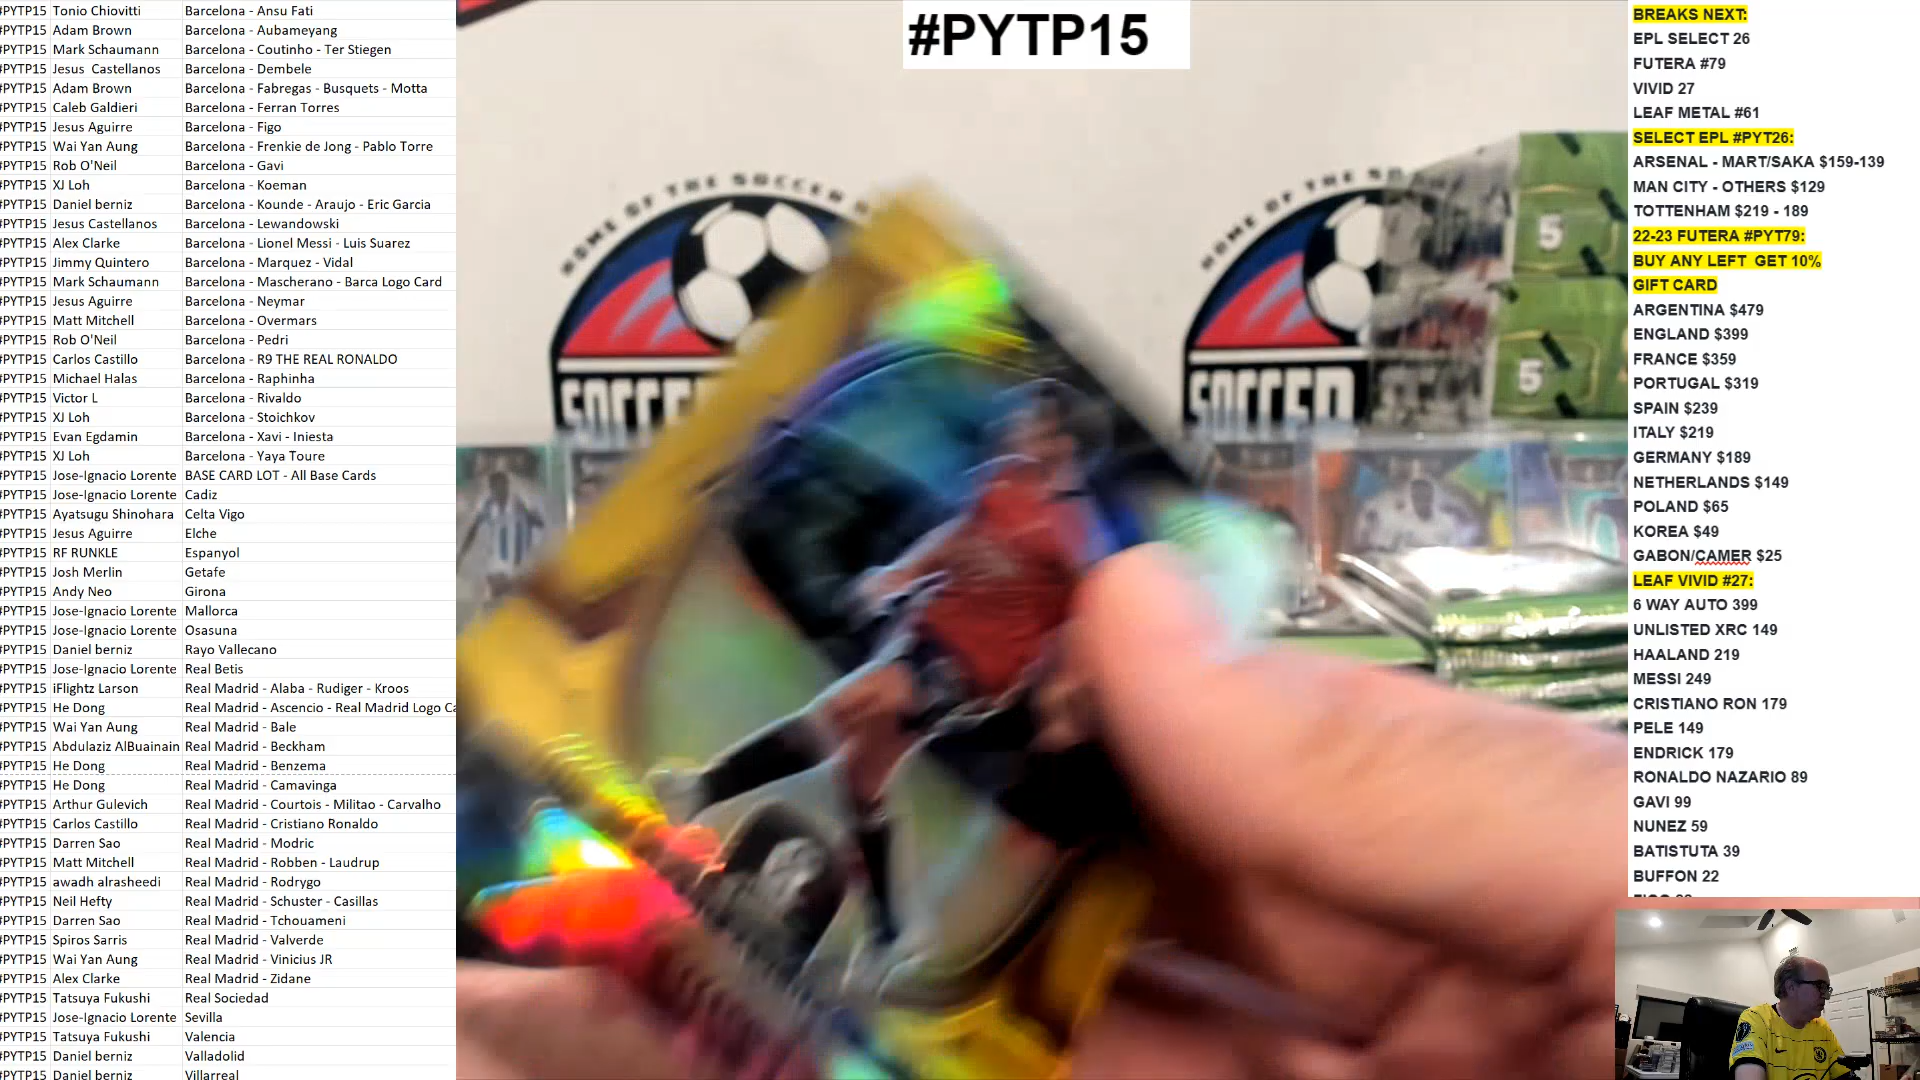 #PYTP15 Tonio Chiovitti Barcelona - Ansu Fati
#PYTP15 Adam Brown Barcelona - Aubameyang
#PYTP15 Mark Schaumann Barcelona - Coutinho - Ter Stiegen
#PYTP15 Jesus Castellanos Barcelona - Dembele
#PYTP15 Adam Brown Barcelona - Fabregas - Busquets - Motta
#PYTP15 Caleb Galdieri Barcelona - Ferran Torres
#PYTP15 Jesus Aguirre Barcelona - Figo
#PYTP15 Wai Yan Aung Barcelona - Frenkie de Jong - Pablo Torre
#PYTP15 Rob O'Neil Barcelona - Gavi
#PYTP15 XJ Loh Barcelona - Koeman
#PYTP15 Daniel berniz Barcelona - Kounde - Araujo - Eric Garcia
#PYTP15 Jesus Castellanos Barcelona - Lewandowski
#PYTP15 Alex Clarke Barcelona - Lionel Messi - Luis Suarez
#PYTP15 Jimmy Quintero Barcelona - Marquez - Vidal
#PYTP15 Mark Schaumann Barcelona - Mascherano - Barca Logo Card
#PYTP15 Jesus Aguirre Barcelona - Neymar
#PYTP15 Matt Mitchell Barcelona - Overmars
#PYTP15 Rob O'Neil Barcelona - Pedri
#PYTP15 Carlos Castillo Barcelona - R9 THE REAL RONALDO
#PYTP15 Michael Halas Barcelona - Raphinha
#PYTP15 Victor L Barcelona - Rivaldo
#PYTP15 XJ Loh Barcelona - Stoichkov
#PYTP15 Evan Egdamin Barcelona - Xavi - Iniesta
#PYTP15 XJ Loh Barcelona - Yaya Toure
#PYTP15 Jose-Ignacio Lorente BASE CARD LOT - All Base Cards
#PYTP15 Jose-Ignacio Lorente Cadiz
#PYTP15 Ayatsugu Shinohara Celta Vigo
#PYTP15 Jesus Aguirre Elche
#PYTP15 RF RUNKLE Espanyol
#PYTP15 Josh Merlin Getafe
#PYTP15 Andy Neo Girona
#PYTP15 Jose-Ignacio Lorente Mallorca
#PYTP15 Jose-Ignacio Lorente Osasuna
#PYTP15 Daniel berniz Rayo Vallecano
#PYTP15 Jose-Ignacio Lorente Real Betis
#PYTP15 iFlightz Larson Real Madrid - Alaba - Rudiger - Kroos
#PYTP15 He Dong Real Madrid - Ascencio - Real Madrid Logo Ca
#PYTP15 Wai Yan Aung Real Madrid - Bale
#PYTP15 Abdulaziz AlBuainain Real Madrid - Beckham
#PYTP15 He Dong Real Madrid - Benzema
#PYTP15 He Dong Real Madrid - Camavinga
#PYTP15 Arthur Gulevich Real Madrid - Courtois - Militao - Carvalho
#PYTP15 Carlos Castillo Real Madrid - Cristiano Ronaldo
#PYTP15 Darren Sao Real Madrid - Modric
#PYTP15 Matt Mitchell Real Madrid - Robben - Laudrup
#PYTP15 awadh alrasheedi Real Madrid - Rodrygo
#PYTP15 Neil Hefty Real Madrid - Schuster - Casillas
#PYTP15 Darren Sao Real Madrid - Tchouameni
#PYTP15 Spiros Sarris Real Madrid - Valverde
#PYTP15 Wai Yan Aung Real Madrid - Vinicius JR
#PYTP15 Alex Clarke Real Madrid - Zidane
#PYTP15 Tatsuya Fukushi Real Sociedad
#PYTP15 Jose-Ignacio Lorente Sevilla
#PYTP15 Tatsuya Fukushi Valencia
#PYTP15 Daniel berniz Valladolid
#PYTP15 Daniel berniz Villarreal
#PYTP15
HOME OF THE SOCCER
SOCCER
HOME OF THE
SOCCER
5
5
BREAKS NEXT:
EPL SELECT 26
FUTERA #79
VIVID 27
LEAF METAL #61
SELECT EPL #PYT26:
ARSENAL - MART/SAKA $159-139
MAN CITY - OTHERS $129
TOTTENHAM $219 - 189
22-23 FUTERA #PYT79:
BUY ANY LEFT GET 10%
GIFT CARD
ARGENTINA $479
ENGLAND $399
FRANCE $359
PORTUGAL $319
SPAIN $239
ITALY $219
GERMANY $189
NETHERLANDS $149
POLAND $65
KOREA $49
GABON/CAMER $25
LEAF VIVID #27:
6 WAY AUTO 399
UNLISTED XRC 149
HAALAND 219
MESSI 249
CRISTIANO RON 179
PELE 149
ENDRICK 179
RONALDO NAZARIO 89
GAVI 99
NUNEZ 59
BATISTUTA 39
BUFFON 22